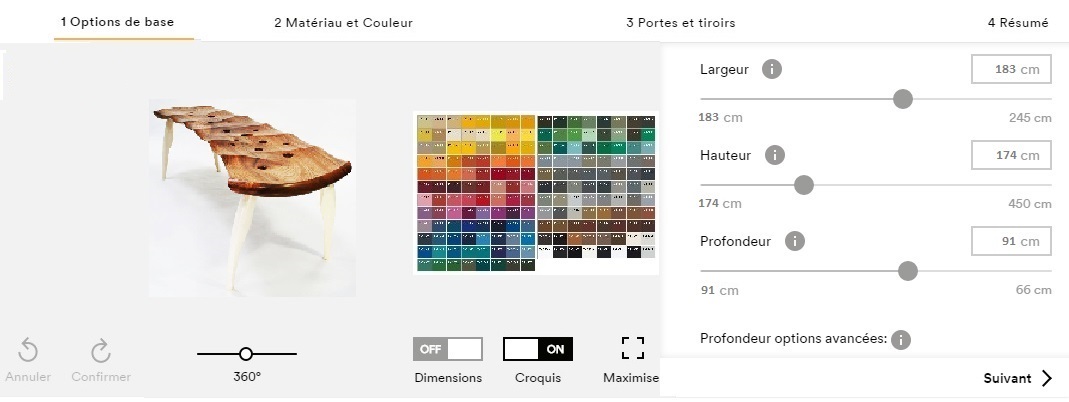 1 Options de base
2 Matériau et Couleur
3 Portes et tiroirs
4 Résumé
Largeur i 183 cm
183 cm 245 cm
Hauteur i 174 cm
174 cm 450 cm
Profondeur i 91 cm
91 cm 66 cm
Profondeur options avancées: i
Annuler
Confirmer
360°
OFF
Dimensions
ON
Croquis
Maximise
Suivant